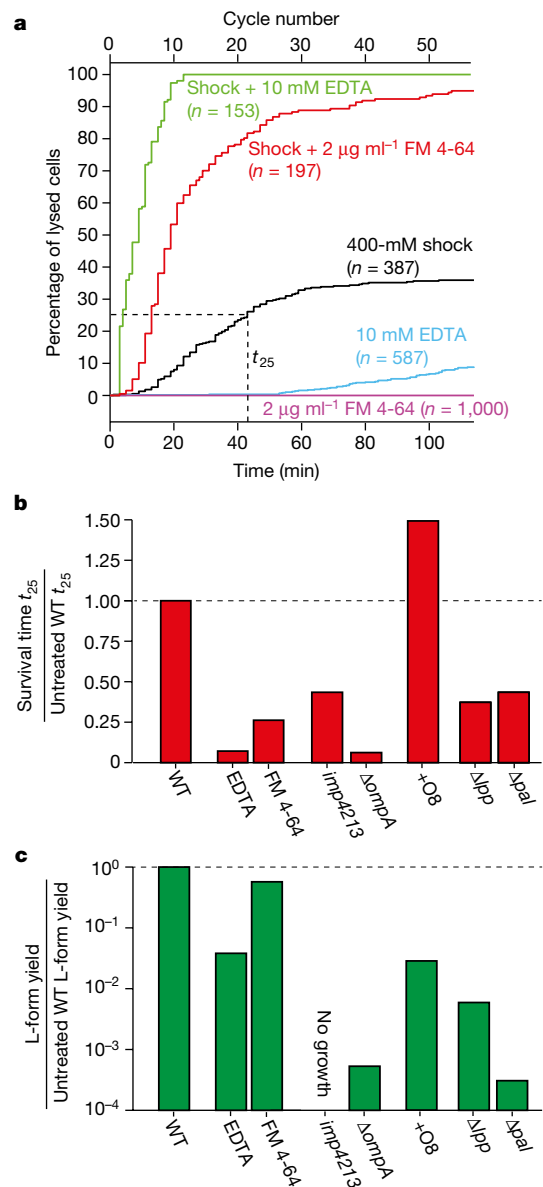 a
Cycle number
0 10 20 30 40 50
100
90
80
70
60
50
40
30
20
10
0
Percentage of lysed cells
Shock + 10 mM EDTA
(n = 153)
Shock + 2 μg ml⁻¹ FM 4-64
(n = 197)
400-mM shock
(n = 387)
t₂₅
10 mM EDTA
(n = 587)
2 μg ml⁻¹ FM 4-64 (n = 1,000)
0 20 40 60 80 100
Time (min)
b
Survival time t₂₅
Untreated WT t₂₅
1.50
1.25
1.00
0.75
0.50
0.25
0
WT EDTA FM 4-64 imp4213 ΔompA +O8 Δlpp Δpal
c
L-form yield
Untreated WT L-form yield
10⁰
10⁻¹
10⁻²
10⁻³
10⁻⁴
No growth
WT EDTA FM 4-64 imp4213 ΔompA +O8 Δlpp Δpal